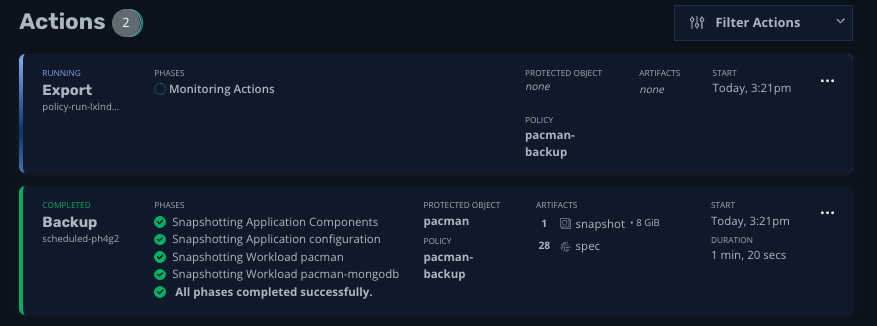 Actions 2
Filter Actions
RUNNING
Export
policy-run-lxlnd...
PHASES
Monitoring Actions
PROTECTED OBJECT
none
POLICY
pacman-
backup
ARTIFACTS
none
START
Today, 3:21pm
COMPLETED
Backup
scheduled-ph4g2
PHASES
Snapshotting Application Components
Snapshotting Application configuration
Snapshotting Workload pacman
Snapshotting Workload pacman-mongodb
All phases completed successfully.
PROTECTED OBJECT
pacman
POLICY
pacman-
backup
ARTIFACTS
1 snapshot • 8 GiB
28 spec
START
Today, 3:21pm
DURATION
1 min, 20 secs